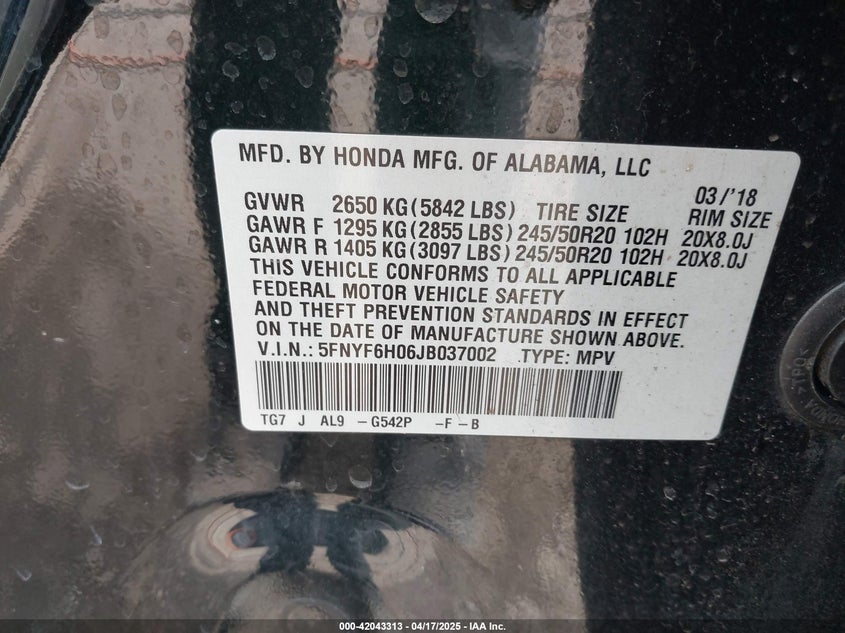 MFD. BY HONDA MFG. OF ALABAMA, LLC
03/'18
GVWR 2650 KG(5842 LBS) TIRE SIZE RIM SIZE
GAWR F 1295 KG(2855 LBS) 245/50R20 102H 20X8.0J
GAWR R 1405 KG(3097 LBS) 245/50R20 102H 20X8.0J
THIS VEHICLE CONFORMS TO ALL APPLICABLE
FEDERAL MOTOR VEHICLE SAFETY
AND THEFT PREVENTION STANDARDS IN EFFECT
ON THE DATE OF MANUFACTURE SHOWN ABOVE.
V.I.N.: 5FNYF6H06JB037002 .TYPE: MPV
TG7 J AL9 -G542P -F-B
000-42043313 - 04/17/2025 - IAA Inc.